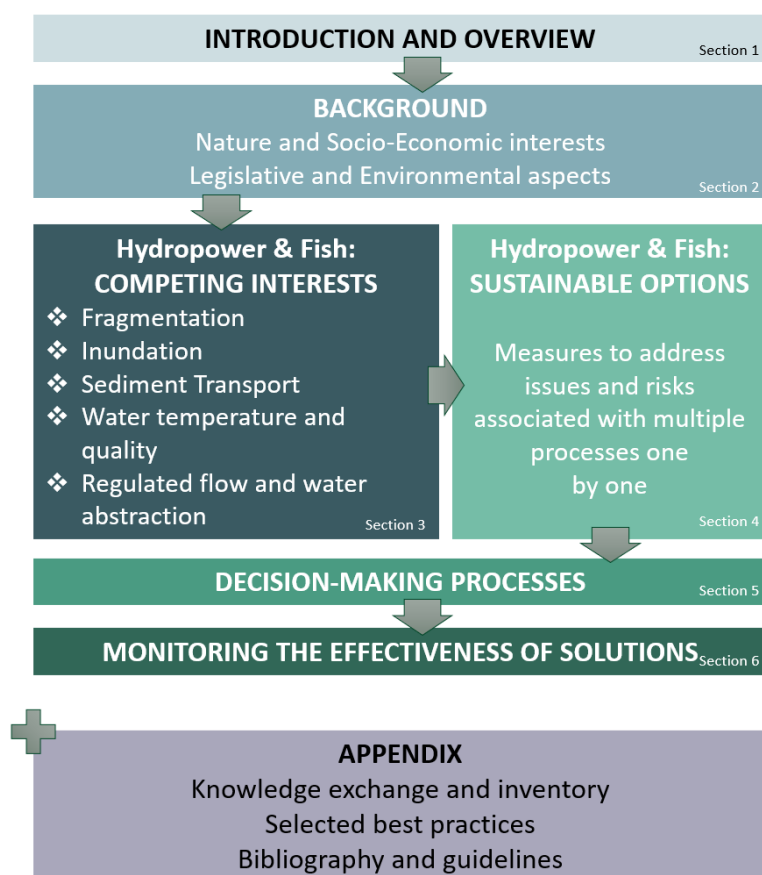 INTRODUCTION AND OVERVIEW
Section 1
BACKGROUND
Nature and Socio-Economic interests
Legislative and Environmental aspects
Section 2
Hydropower & Fish:
COMPETING INTERESTS
❖ Fragmentation
❖ Inundation
❖ Sediment Transport
❖ Water temperature and
quality
❖ Regulated flow and water
abstraction
Section 3
Hydropower & Fish:
SUSTAINABLE OPTIONS
Measures to address
issues and risks
associated with multiple
processes one
by one
Section 4
DECISION-MAKING PROCESSES
Section 5
MONITORING THE EFFECTIVENESS OF SOLUTIONS
Section 6
APPENDIX
Knowledge exchange and inventory
Selected best practices
Bibliography and guidelines